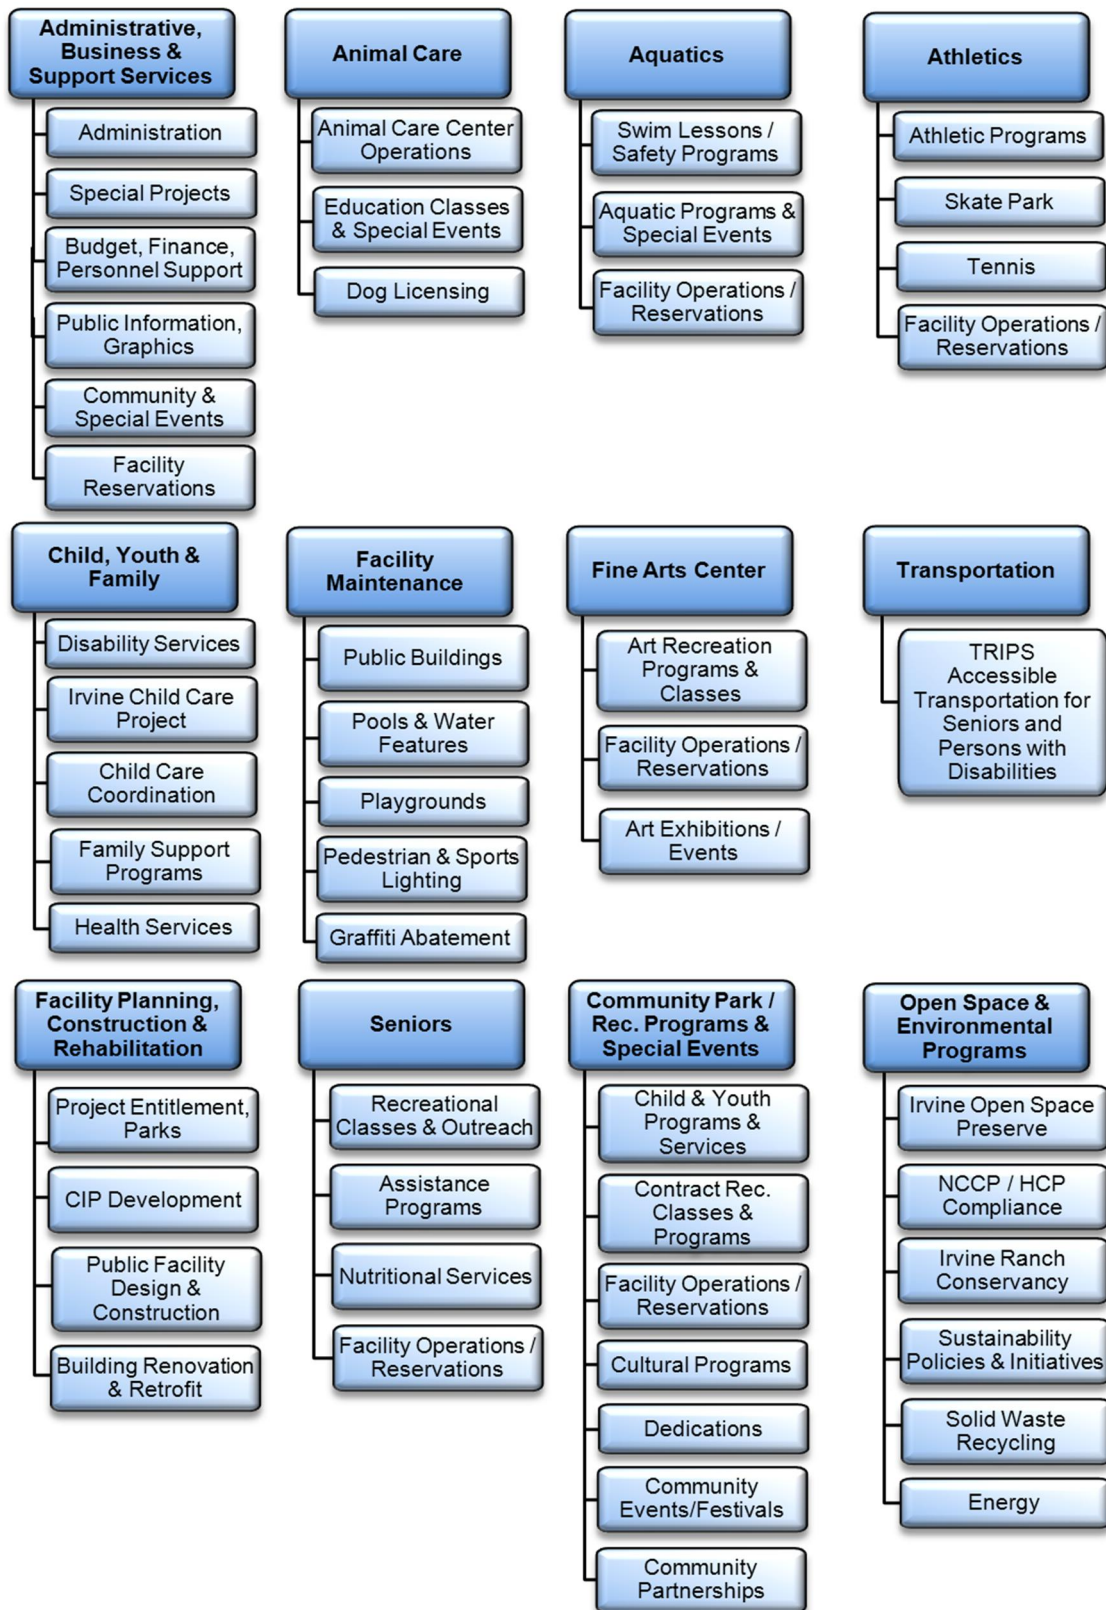 Administrative,
Business &
Support Services
Administration
Special Projects
Budget, Finance,
Personnel Support
Public Information,
Graphics
Community &
Special Events
Facility
Reservations
Animal Care
Animal Care Center
Operations
Education Classes
& Special Events
Dog Licensing
Aquatics
Swim Lessons /
Safety Programs
Aquatic Programs &
Special Events
Facility Operations /
Reservations
Athletics
Athletic Programs
Skate Park
Tennis
Facility Operations /
Reservations
Child, Youth &
Family
Disability Services
Irvine Child Care
Project
Child Care
Coordination
Family Support
Programs
Health Services
Facility
Maintenance
Public Buildings
Pools & Water
Features
Playgrounds
Pedestrian & Sports
Lighting
Graffiti Abatement
Fine Arts Center
Art Recreation
Programs &
Classes
Facility Operations /
Reservations
Art Exhibitions /
Events
Transportation
TRIPS
Accessible
Transportation for
Seniors and
Persons with
Disabilities
Facility Planning,
Construction &
Rehabilitation
Project Entitlement,
Parks
CIP Development
Public Facility
Design &
Construction
Building Renovation
& Retrofit
Seniors
Recreational
Classes & Outreach
Assistance
Programs
Nutritional Services
Facility Operations /
Reservations
Community Park /
Rec. Programs &
Special Events
Child & Youth
Programs &
Services
Contract Rec.
Classes &
Programs
Facility Operations /
Reservations
Cultural Programs
Dedications
Community
Events/Festivals
Community
Partnerships
Open Space &
Environmental
Programs
Irvine Open Space
Preserve
NCCP / HCP
Compliance
Irvine Ranch
Conservancy
Sustainability
Policies & Initiatives
Solid Waste
Recycling
Energy